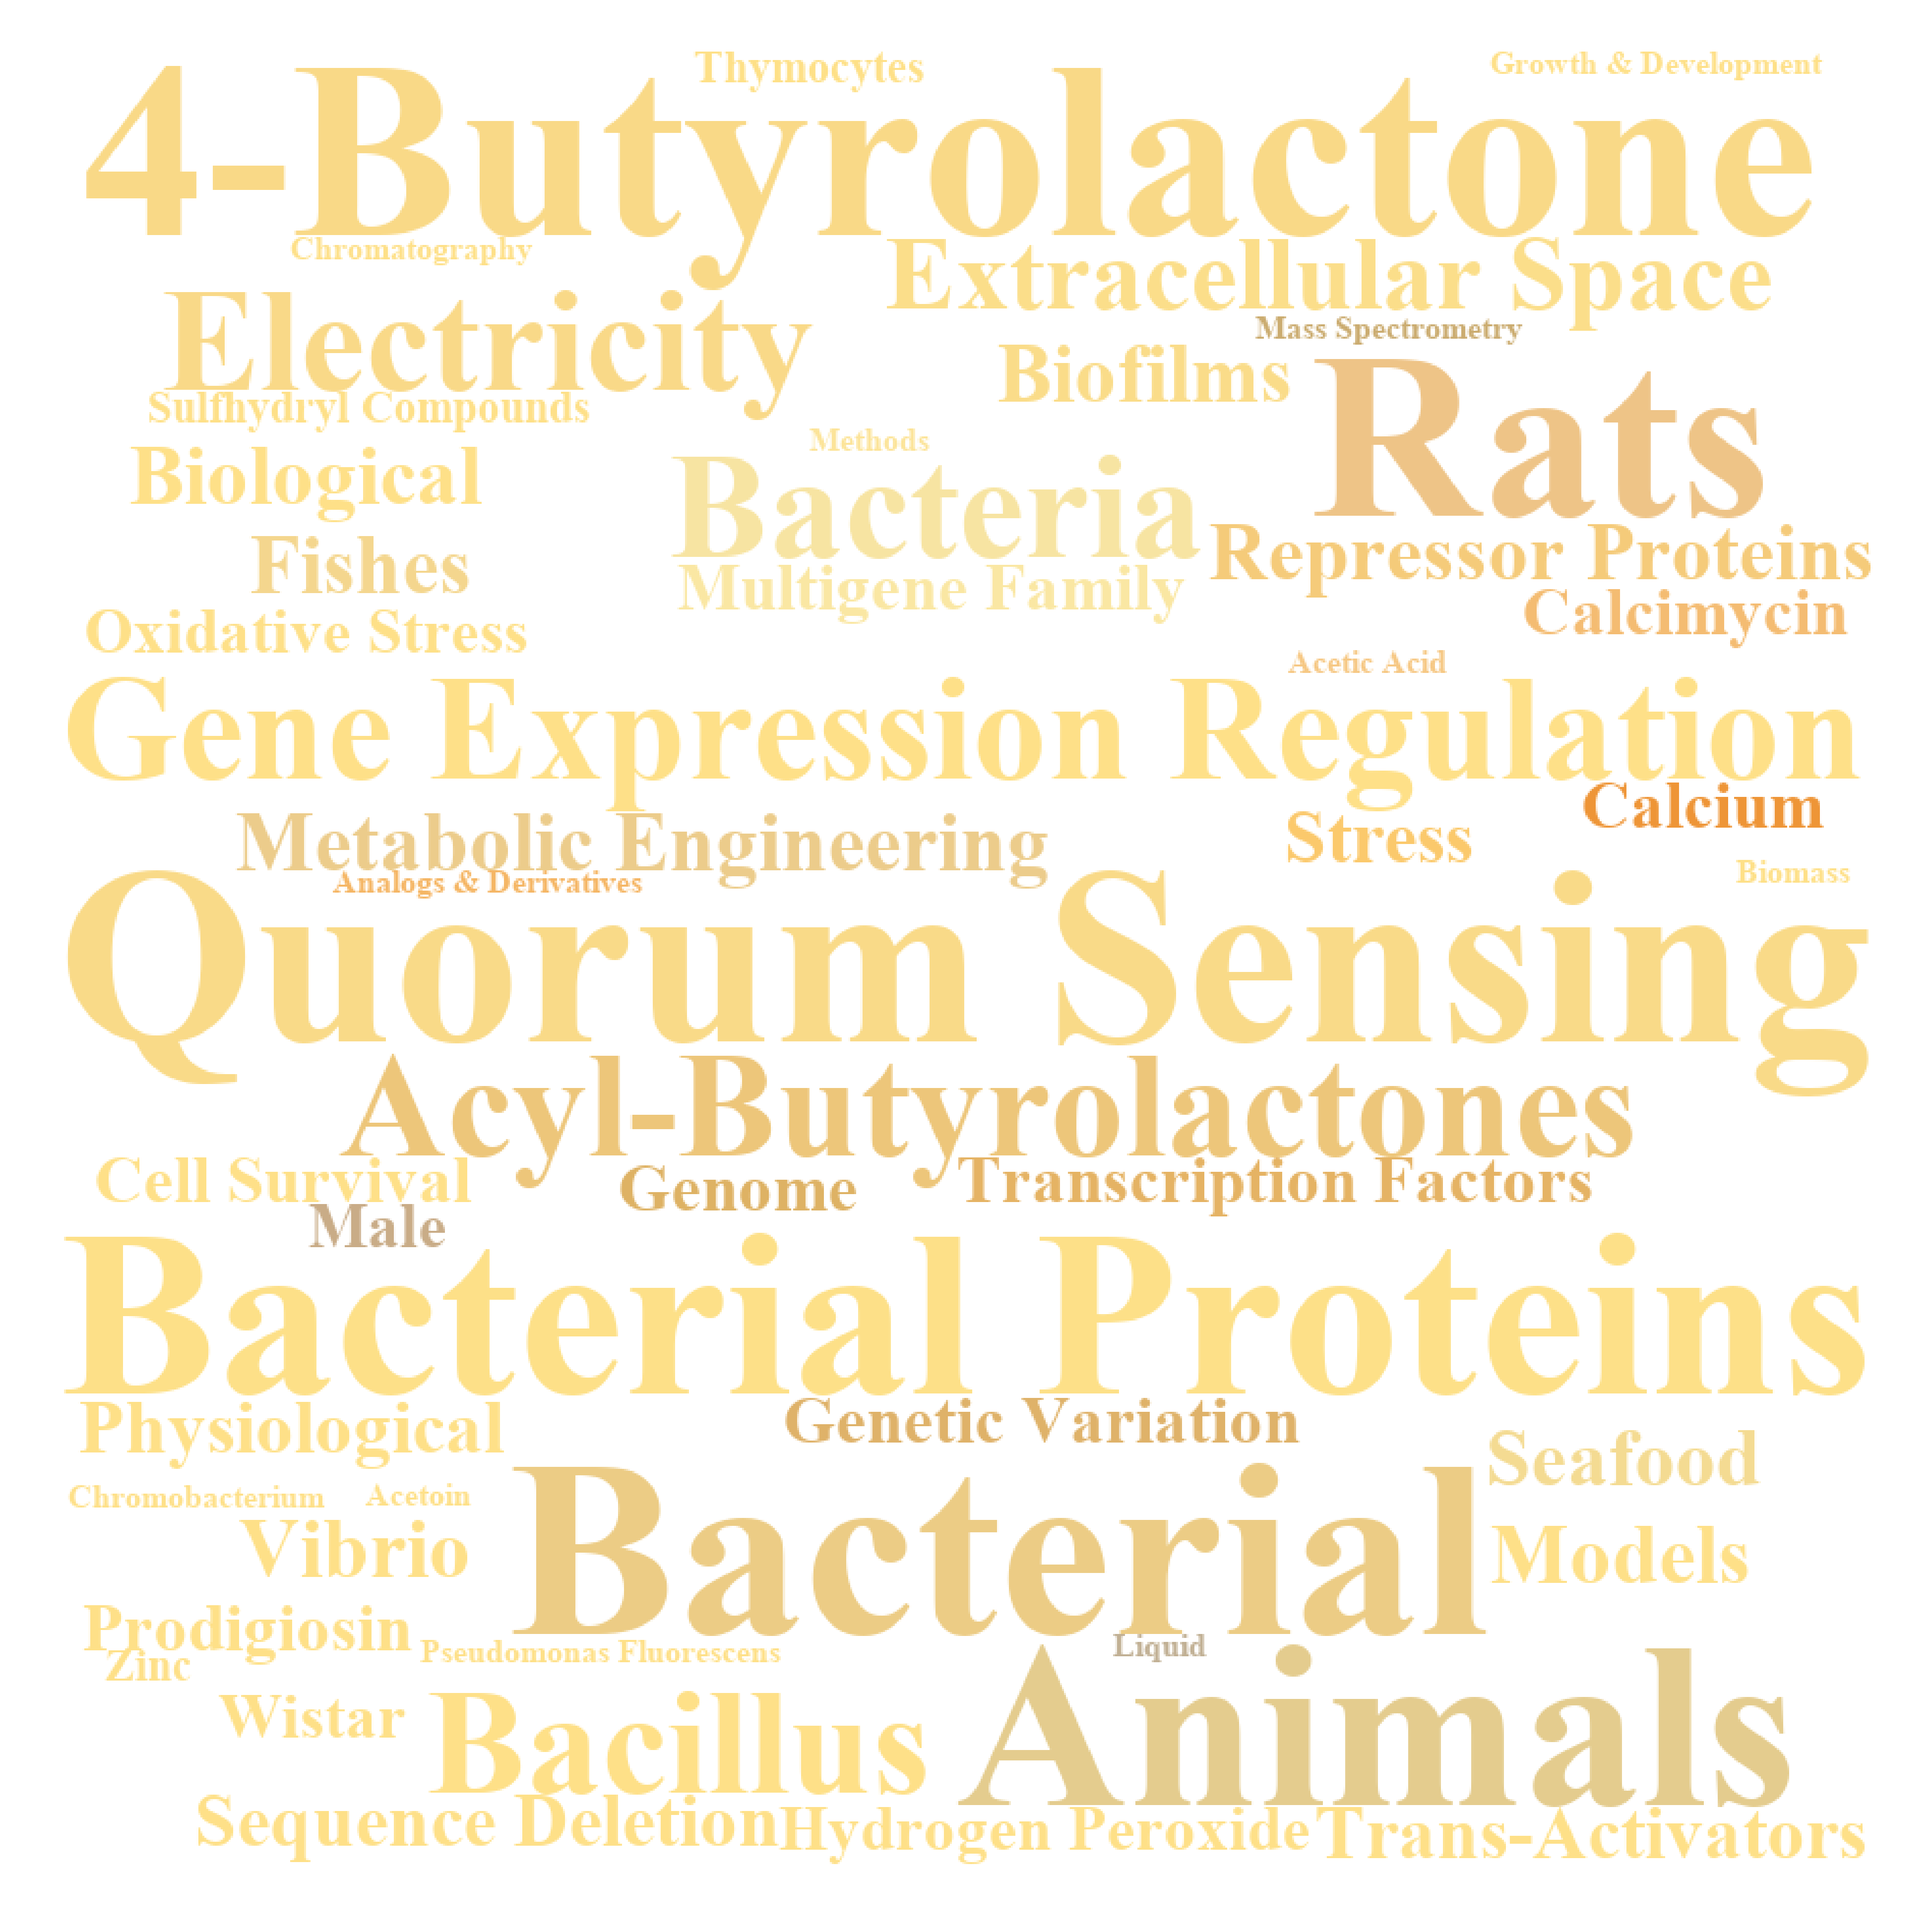 Thymocytes
Growth & Development
4-Butyrolactone
Chromatography
Extracellular Space
Electricity
Mass Spectrometry
Biofilms
Rats
Sulfhydryl Compounds
Methods
Biological
Bacteria
Repressor Proteins
Fishes
Multigene Family
Calcimycin
Oxidative Stress
Acetic Acid
Gene Expression Regulation
Calcium
Metabolic Engineering
Stress
Analogs & Derivatives
Biomass
Quorum Sensing
Acyl-Butyrolactones
Cell Survival
Genome
Transcription Factors
Male
Bacterial Proteins
Physiological
Genetic Variation
Seafood
Chromobacterium
Acetoin
Bacterial
Vibrio
Models
Prodigiosin
Pseudomonas Fluorescens
Liquid
Zinc
Animals
Wistar
Bacillus
Sequence Deletion
Hydrogen Peroxide
Trans-Activators